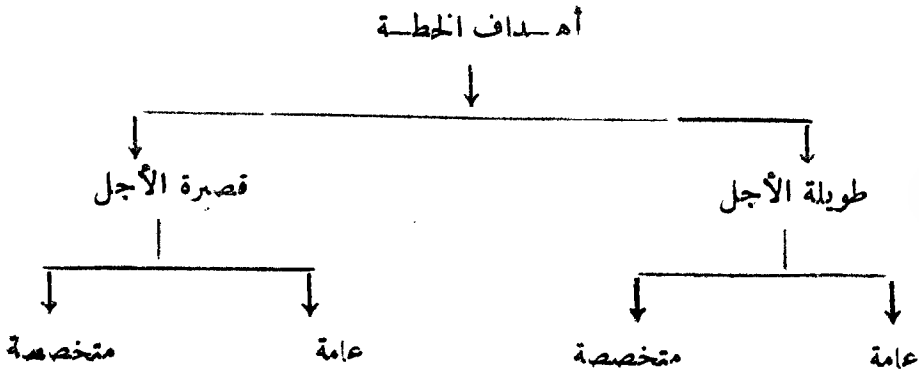 أهداف الخطة
طويلة الأجل
قصيرة الأجل
عامة
متخصصة
عامة
متخصصة